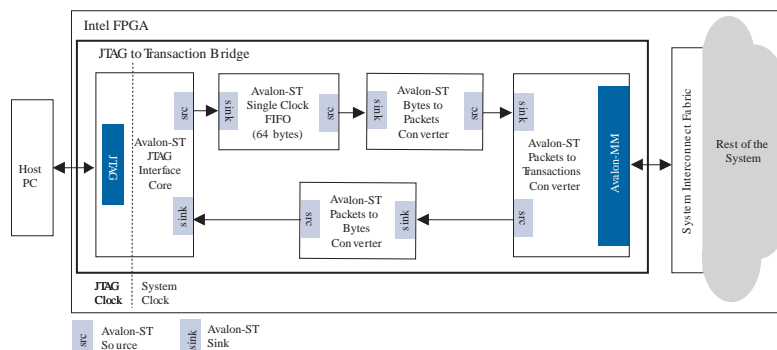 Intel FPGA
JTAG to Transaction Bridge
Host
PC
JTAG
Avalon-ST
JTAG
Interface
Core
src
sink
sink
Avalon-ST
Single Clock
FIFO
(64 bytes)
src
sink
Avalon-ST
Bytes to
Packets
Converter
src
sink
Avalon-ST
Packets to
Transactions
Converter
src
Avalon-MM
src
Avalon-ST
Packets to
Bytes
Converter
sink
System Interconnect Fabric
Rest of the
System
JTAG
Clock
System
Clock
src
Avalon-ST
Source
sink
Avalon-ST
Sink